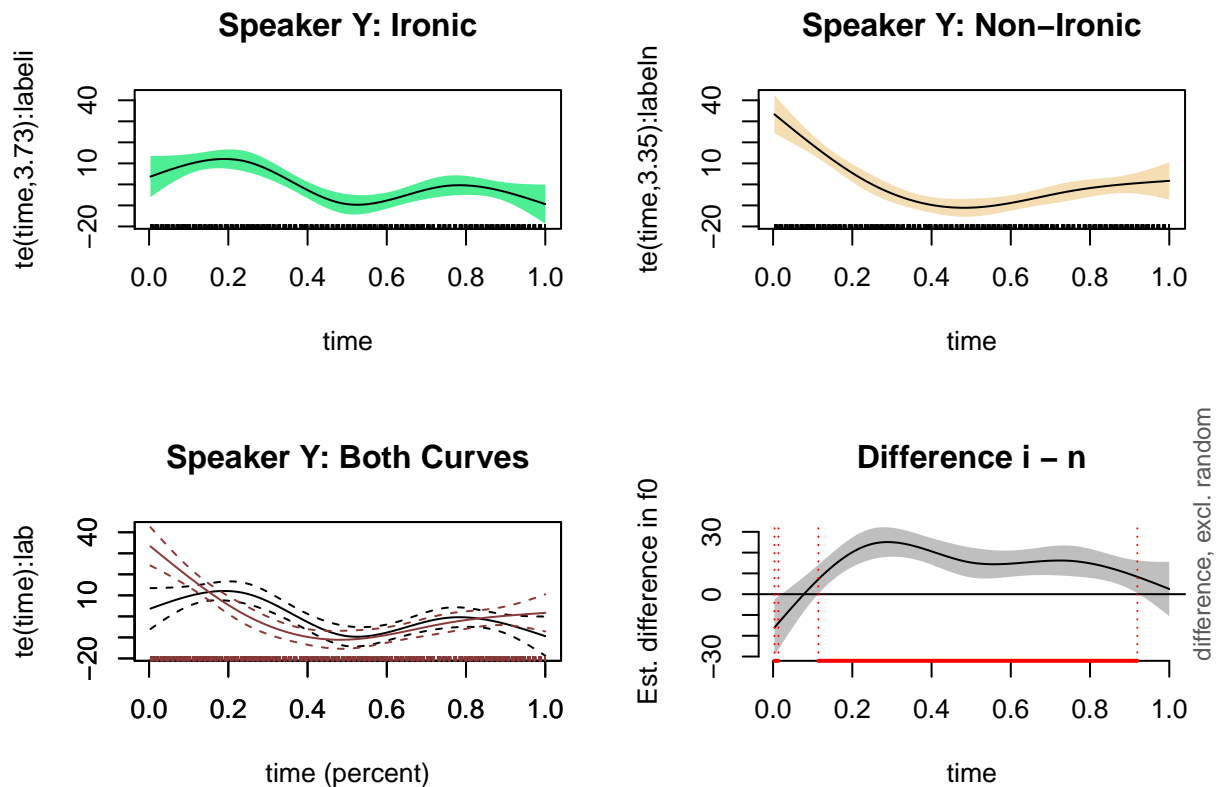 Speaker Y: Ironic
te(time,3.73):labeli
40
10
−20
0.0 0.2 0.4 0.6 0.8 1.0
time
Speaker Y: Non−Ironic
te(time,3.35):labeln
40
10
−20
0.0 0.2 0.4 0.6 0.8 1.0
time
Speaker Y: Both Curves
te(time):lab
40
10
−20
0.0 0.2 0.4 0.6 0.8 1.0
time (percent)
Difference i − n
Est. difference in f0
30
0
−30
0.0 0.2 0.4 0.6 0.8 1.0
time
difference, excl. random